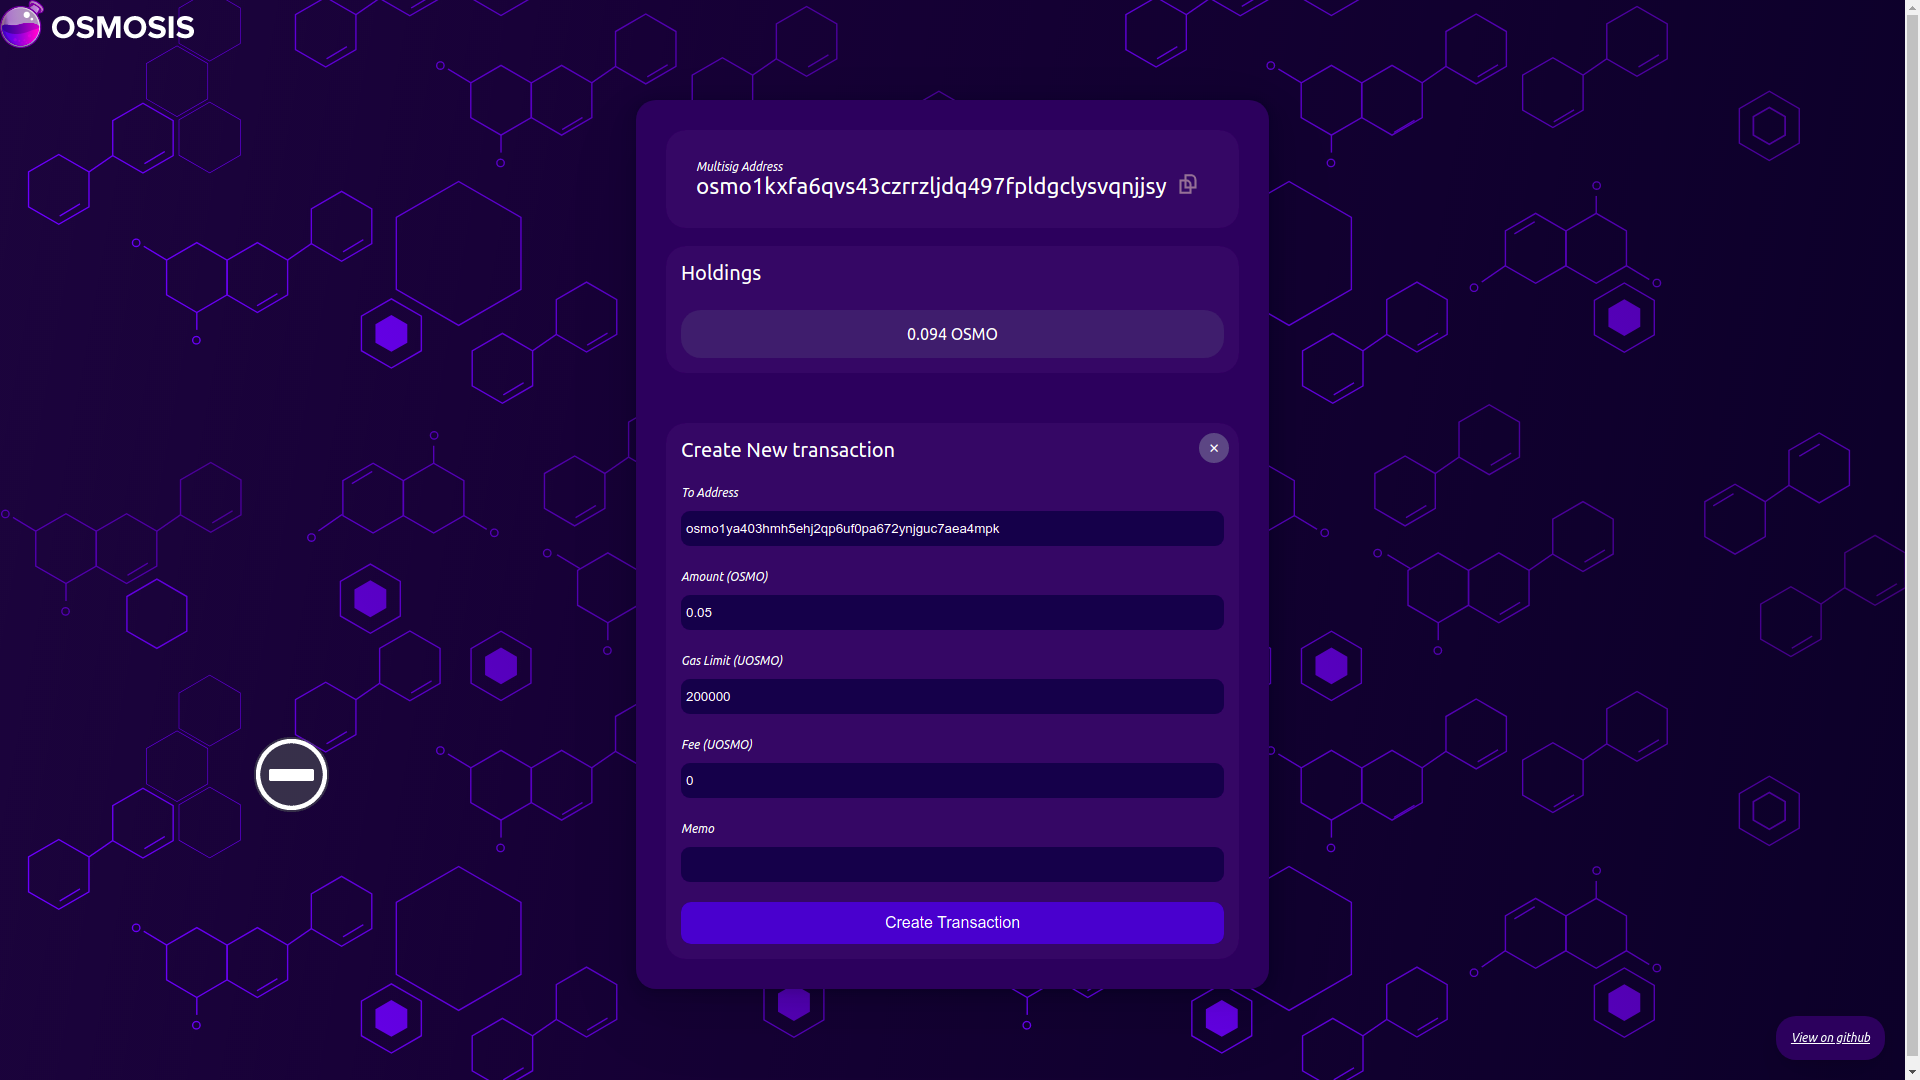 OSMOSIS
Multisig Address
osmo1kxfa6qvs43czrrzljdq497fpldgclysvqnjjsy
Holdings
0.094 OSMO
Create New transaction
To Address
osmo1ya403hmh5ehj2qp6uf0pa672ynjguc7aea4mpk
Amount (OSMO)
0.05
Gas Limit (UOSMO)
200000
Fee (UOSMO)
0
Memo
Create Transaction
View on github